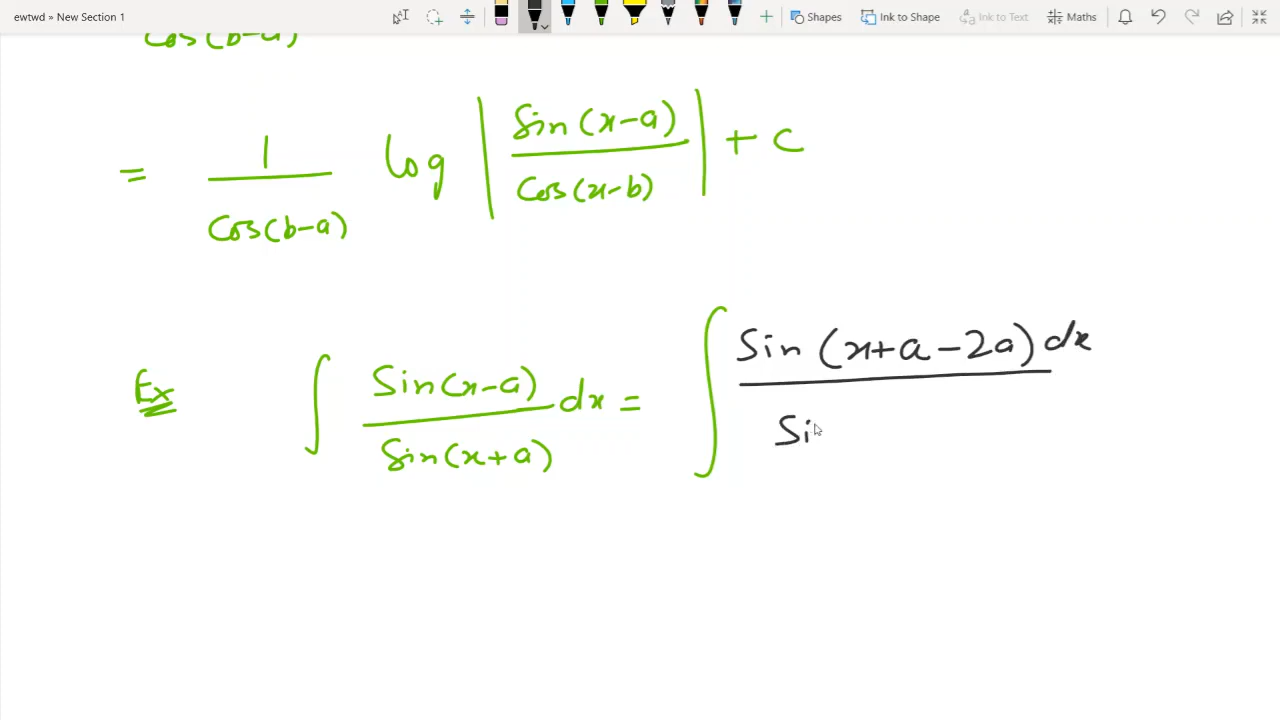 ewtwd » New Section 1
Shapes Ink to Shape Ink to Text Maths
Cos(b-a)
= 1/Cos(b-a) log |Sin(x-a)/Cos(x-b)| + C
Ex ∫ Sin(x-a)/Sin(x+a) dx = ∫ Sin(x+a-2a)dx/Si